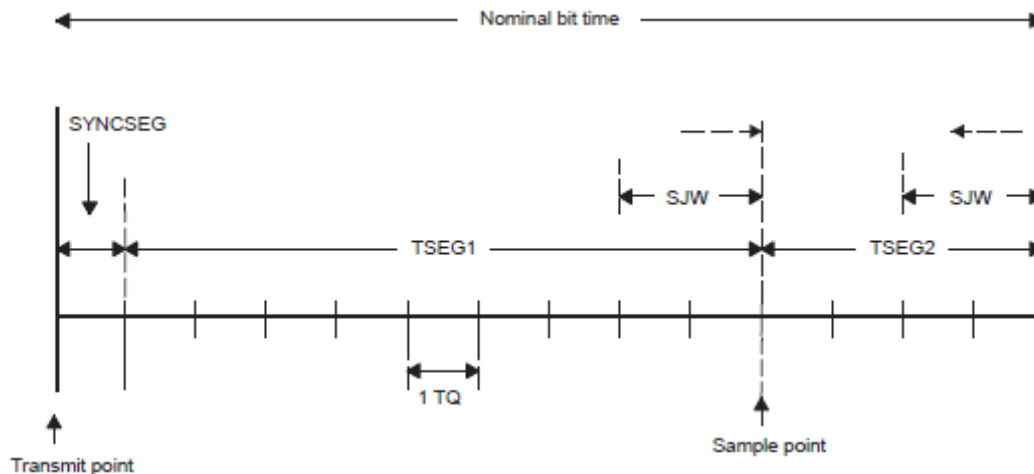 Nominal bit time
SYNCSEG
SJW
SJW
TSEG1
TSEG2
1 TQ
Sample point
Transmit point